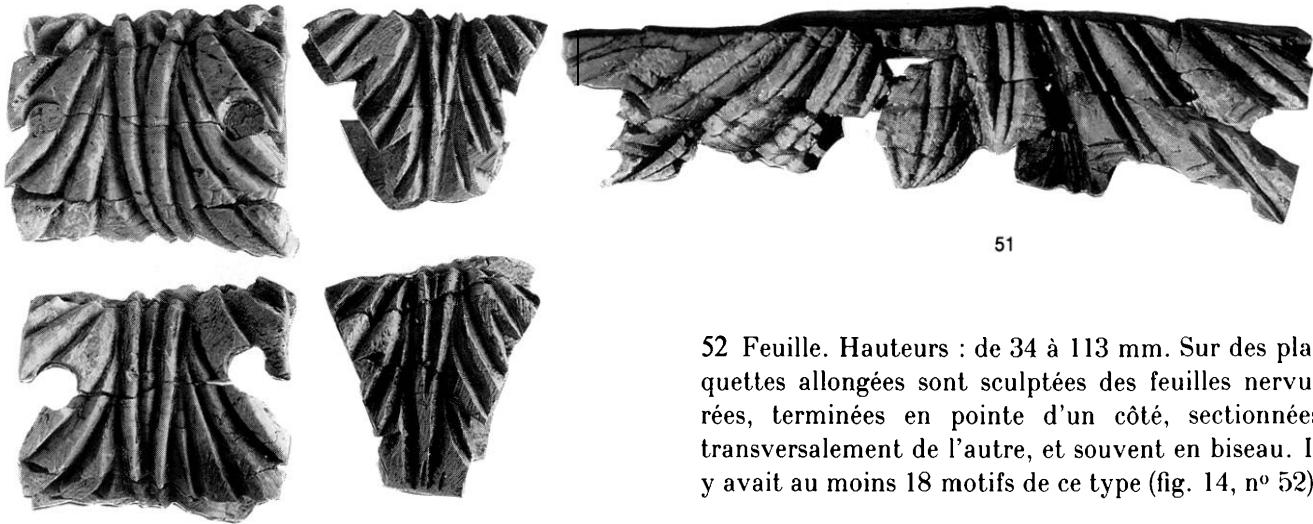 51
52 Feuille. Hauteurs : de 34 à 113 mm. Sur des pla
quettes allongées sont sculptées des feuilles nervu
rées, terminées en pointe d'un côté, sectionnées
transversalement de l'autre, et souvent en biseau. I
y avait au moins 18 motifs de ce type (fig. 14, nº 52)